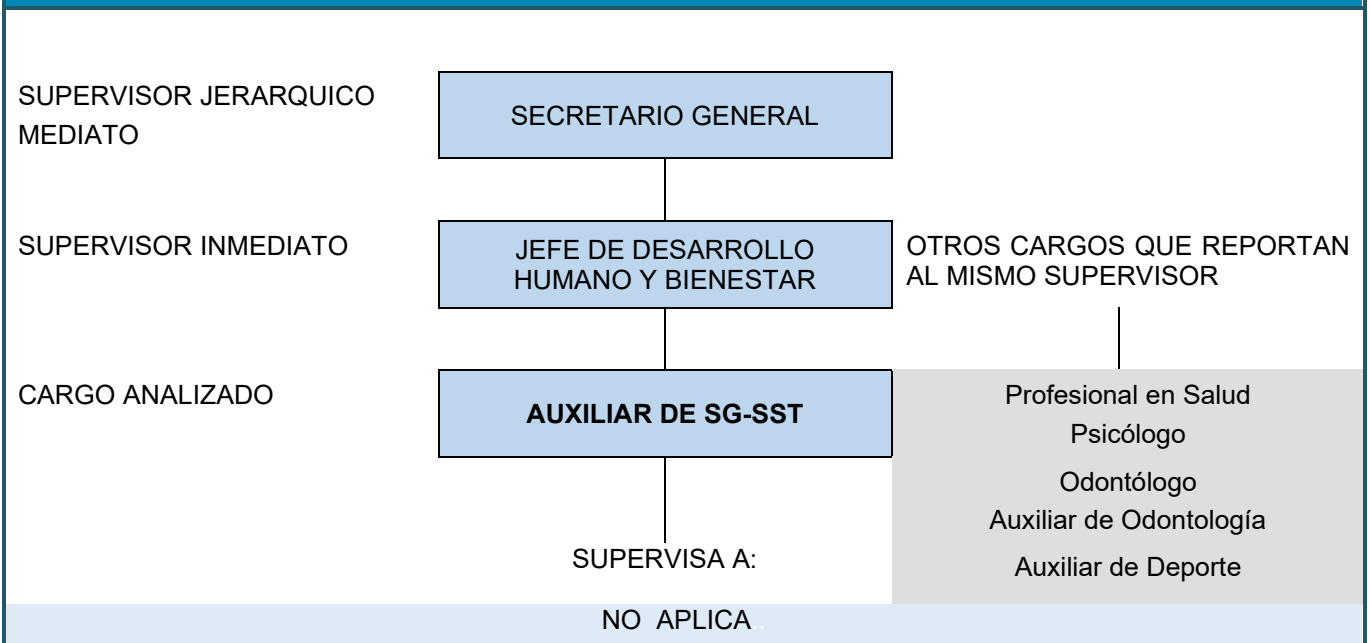 SUPERVISOR JERARQUICO
MEDIATO
SECRETARIO GENERAL
SUPERVISOR INMEDIATO
JEFE DE DESARROLLO
HUMANO Y BIENESTAR
OTROS CARGOS QUE REPORTAN
AL MISMO SUPERVISOR
CARGO ANALIZADO
AUXILIAR DE SG-SST
Profesional en Salud
Psicólogo
Odontólogo
Auxiliar de Odontología
Auxiliar de Deporte
SUPERVISA A:
NO APLICA..